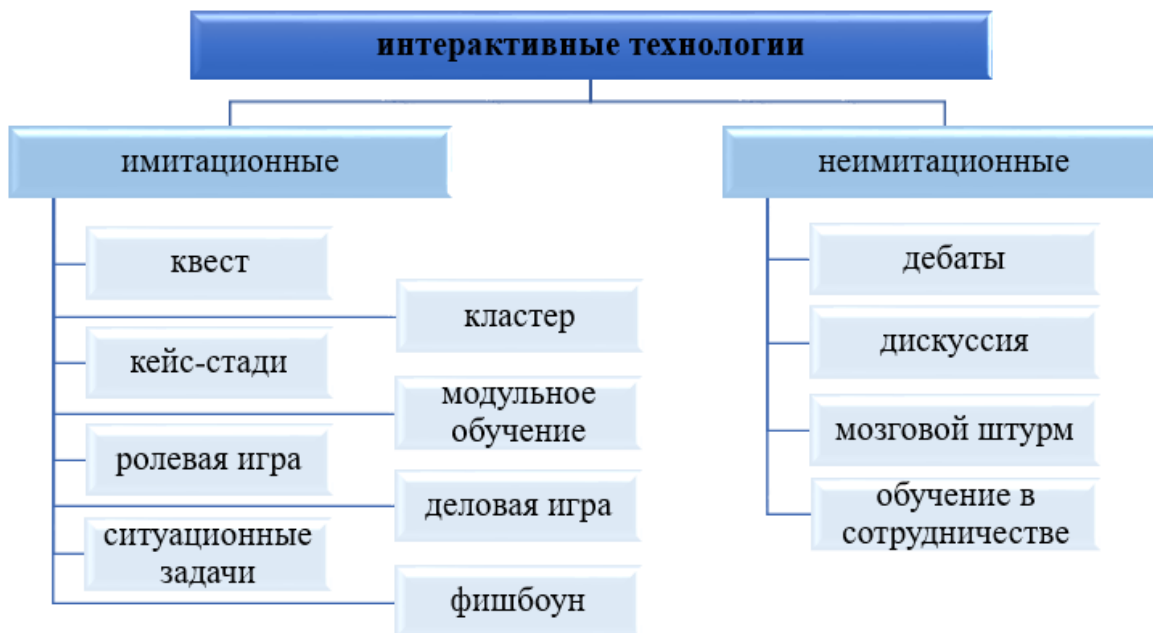 интерактивные технологии
имитационные
неимитационные
квест
кластер
кейс-стади
модульное
обучение
ролевая игра
деловая игра
ситуационные
задачи
фишбоун
дебаты
дискуссия
мозговой штурм
обучение в
сотрудничестве